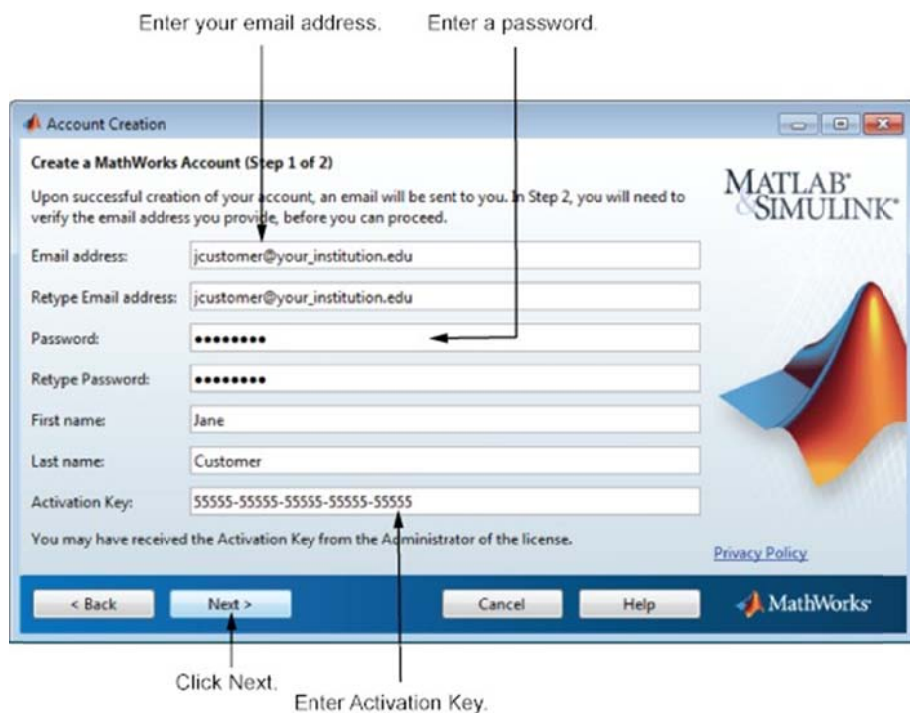 Enter your email address. Enter a password.
Account Creation
Create a MathWorks Account (Step 1 of 2)
Upon successful creation of your account, an email will be sent to you. In Step 2, you will need to
verify the email address you provide, before you can proceed.
MATLAB®
&SIMULINK®
Email address: jcustomer@your_institution.edu
Retype Email address: jcustomer@your_institution.edu
Password: ••••••••
Retype Password: ••••••••
First name: Jane
Last name: Customer
Activation Key: 55555-55555-55555-55555-55555
You may have received the Activation Key from the Administrator of the license.
Privacy Policy
< Back Next > Cancel Help MathWorks®
Click Next.
Enter Activation Key.